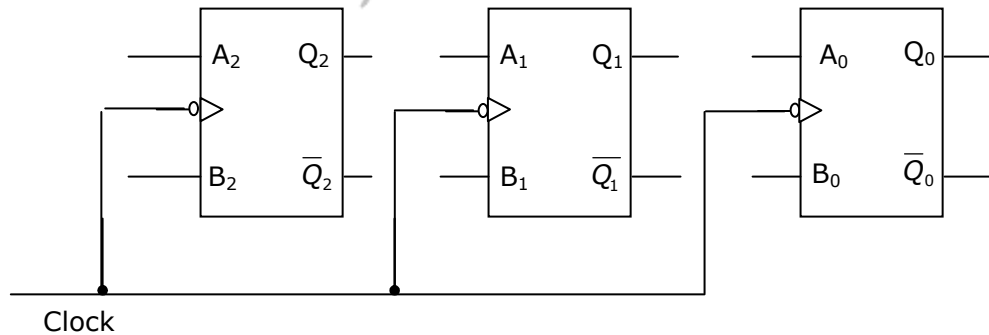 A₂ Q₂ A₁ Q₁ A₀ Q₀
B₂ Q̅₂ B₁ Q̅₁ B₀ Q̅₀
Clock